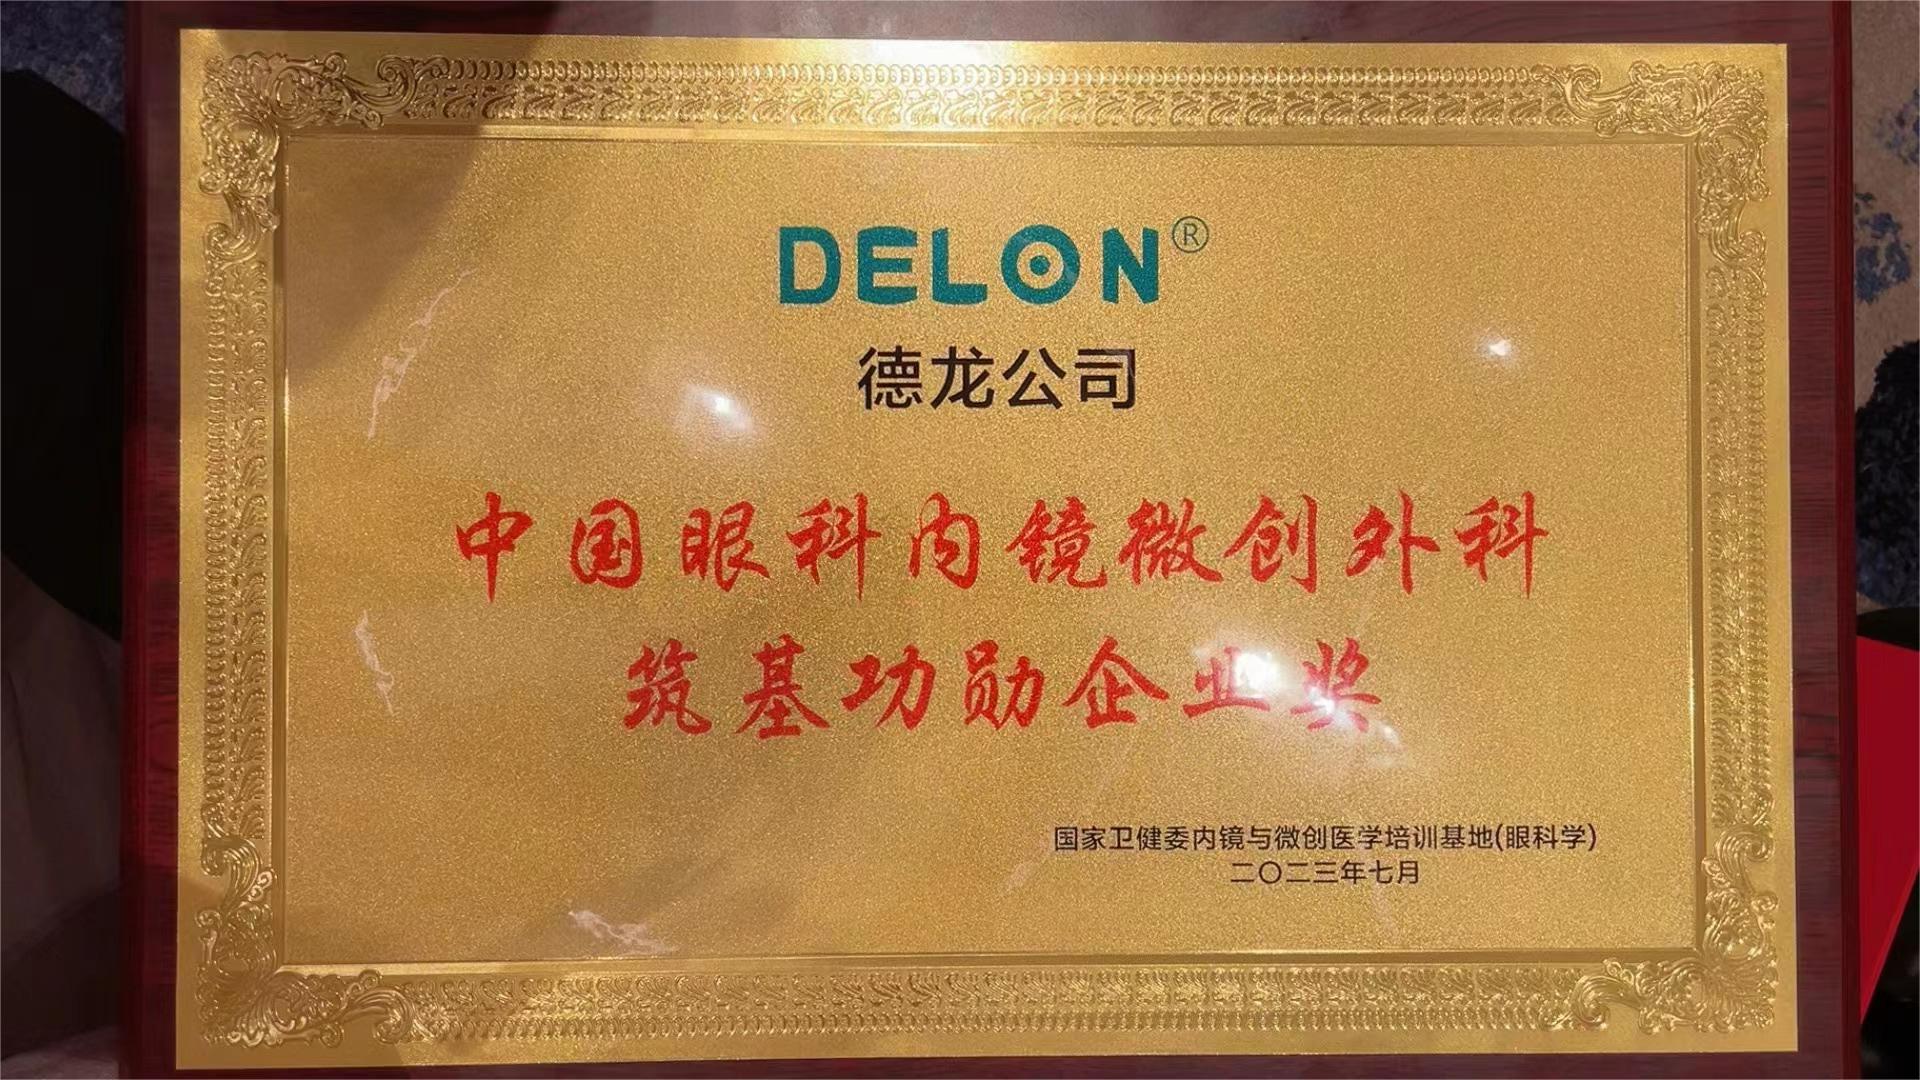 DELON®
德龙公司
中国眼科内镜微创外科
筑基功勋企业奖
国家卫健委内镜与微创医学培训基地(眼科学)
二〇二三年七月